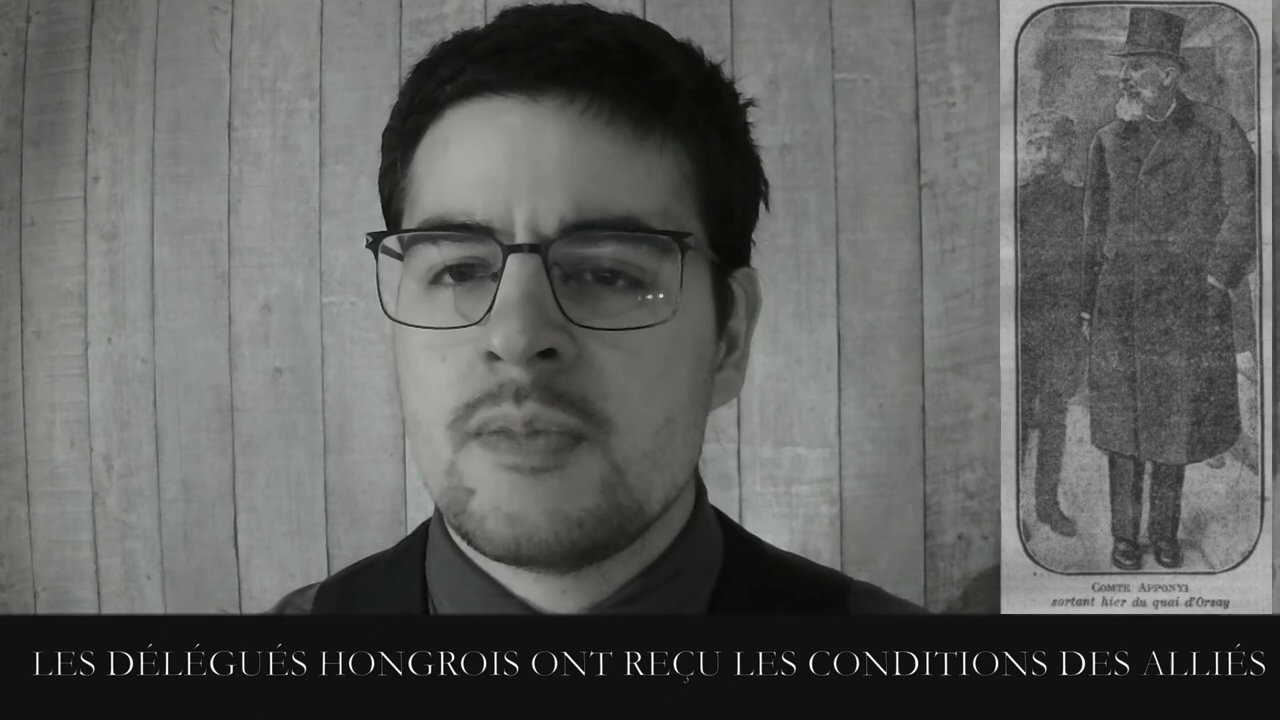 COMTE APPONYI
sortant hier du quai d'Orsay
LES DÉLÉGUÉS HONGROIS ONT REÇU LES CONDITIONS DES ALLIÉS